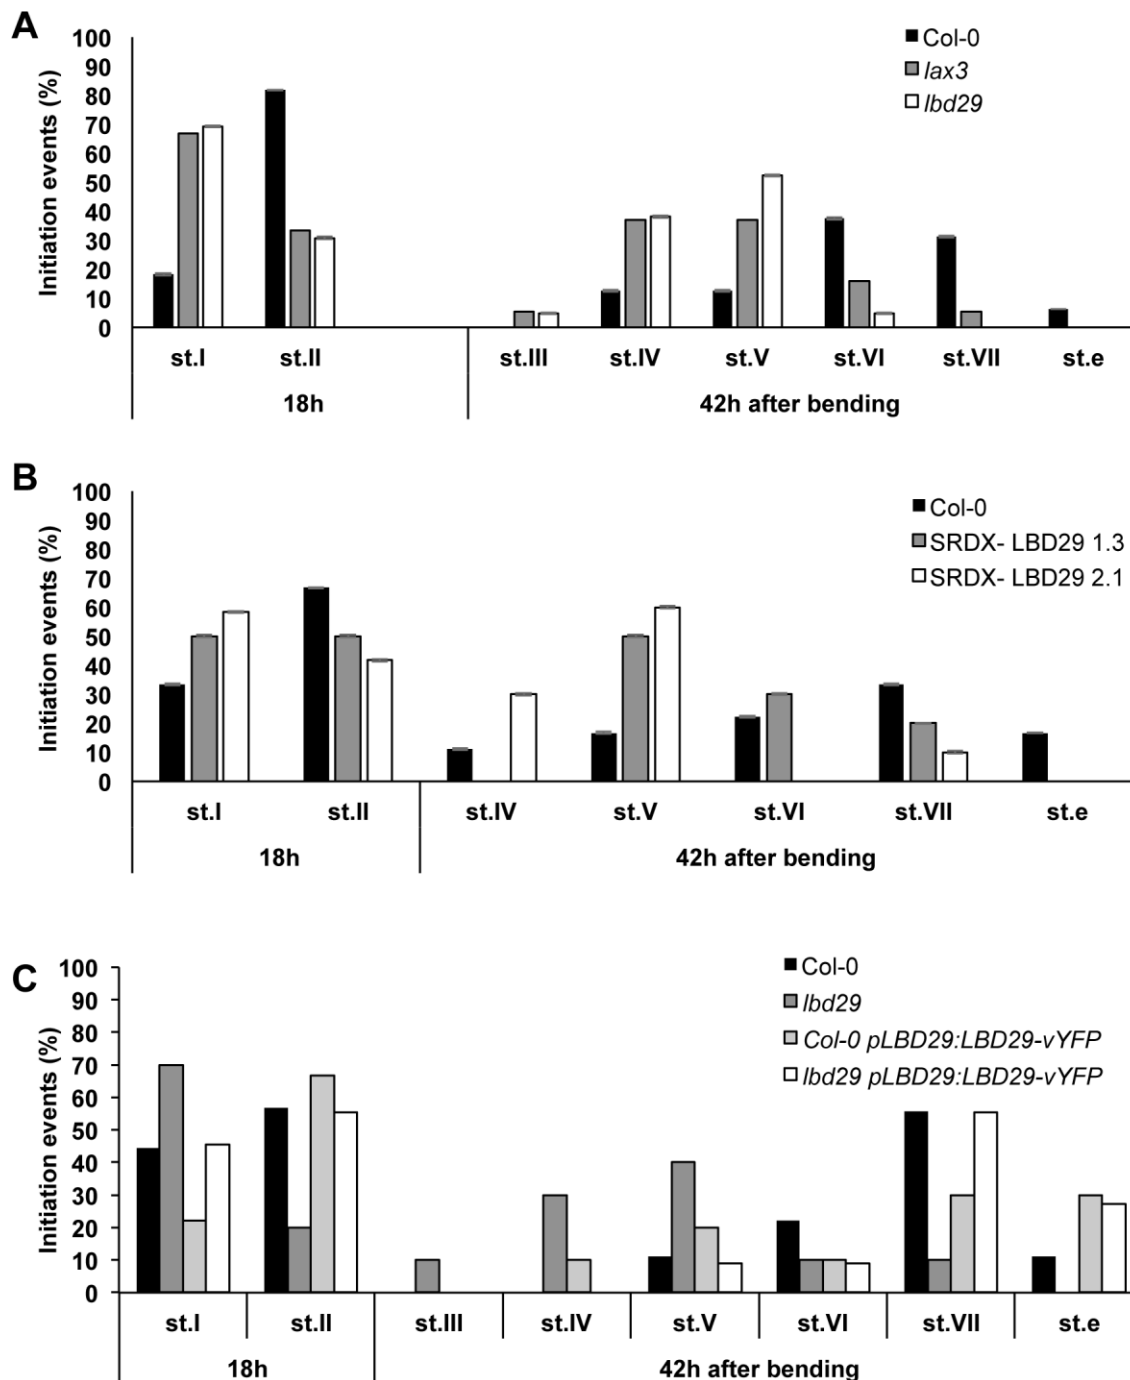 A
Initiation events (%)
100
90
80
70
60
50
40
30
20
10
0
Col-0
lax3
lbd29
st.I st.II st.III st.IV st.V st.VI st.VII st.e
18h 42h after bending
B
Initiation events (%)
100
90
80
70
60
50
40
30
20
10
0
Col-0
SRDX- LBD29 1.3
SRDX- LBD29 2.1
st.I st.II st.IV st.V st.VI st.VII st.e
18h 42h after bending
C
Initiation events (%)
100
90
80
70
60
50
40
30
20
10
0
Col-0
lbd29
Col-0 pLBD29:LBD29-vYFP
lbd29 pLBD29:LBD29-vYFP
st.I st.II st.III st.IV st.V st.VI st.VII st.e
18h 42h after bending